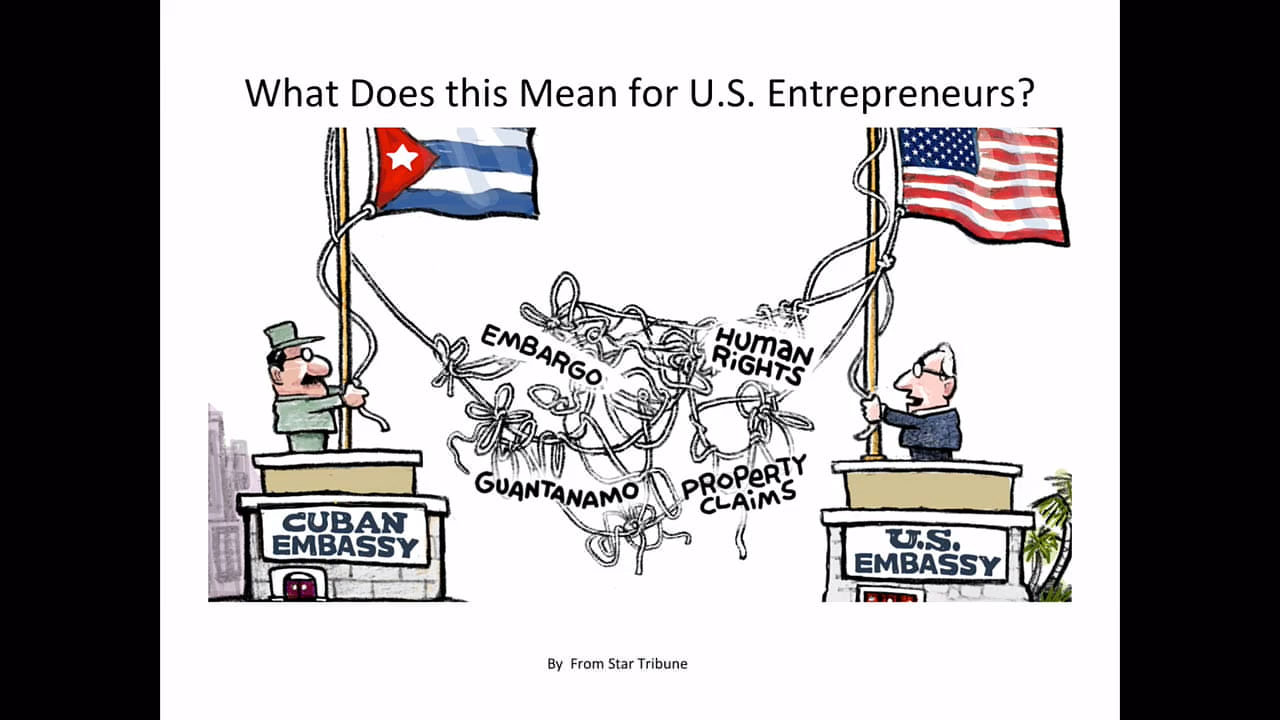 What Does this Mean for U.S. Entrepreneurs?
EMBARGO
HUMAN
RIGHTS
GUANTANAMO
PROPERTY
CLAIMS
CUBAN
EMBASSY
U.S.
EMBASSY
By From Star Tribune